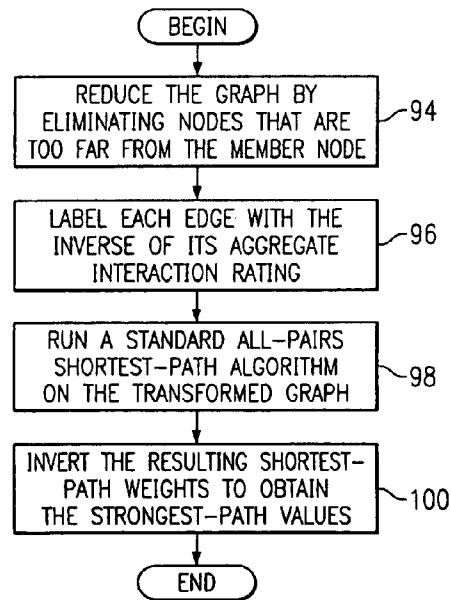 BEGIN
REDUCE THE GRAPH BY
ELIMINATING NODES THAT ARE
TOO FAR FROM THE MEMBER NODE
94
LABEL EACH EDGE WITH THE
INVERSE OF ITS AGGREGATE
INTERACTION RATING
96
RUN A STANDARD ALL-PAIRS
SHORTEST-PATH ALGORITHM
ON THE TRANSFORMED GRAPH
98
INVERT THE RESULTING SHORTEST-
PATH WEIGHTS TO OBTAIN
THE STRONGEST-PATH VALUES
100
END